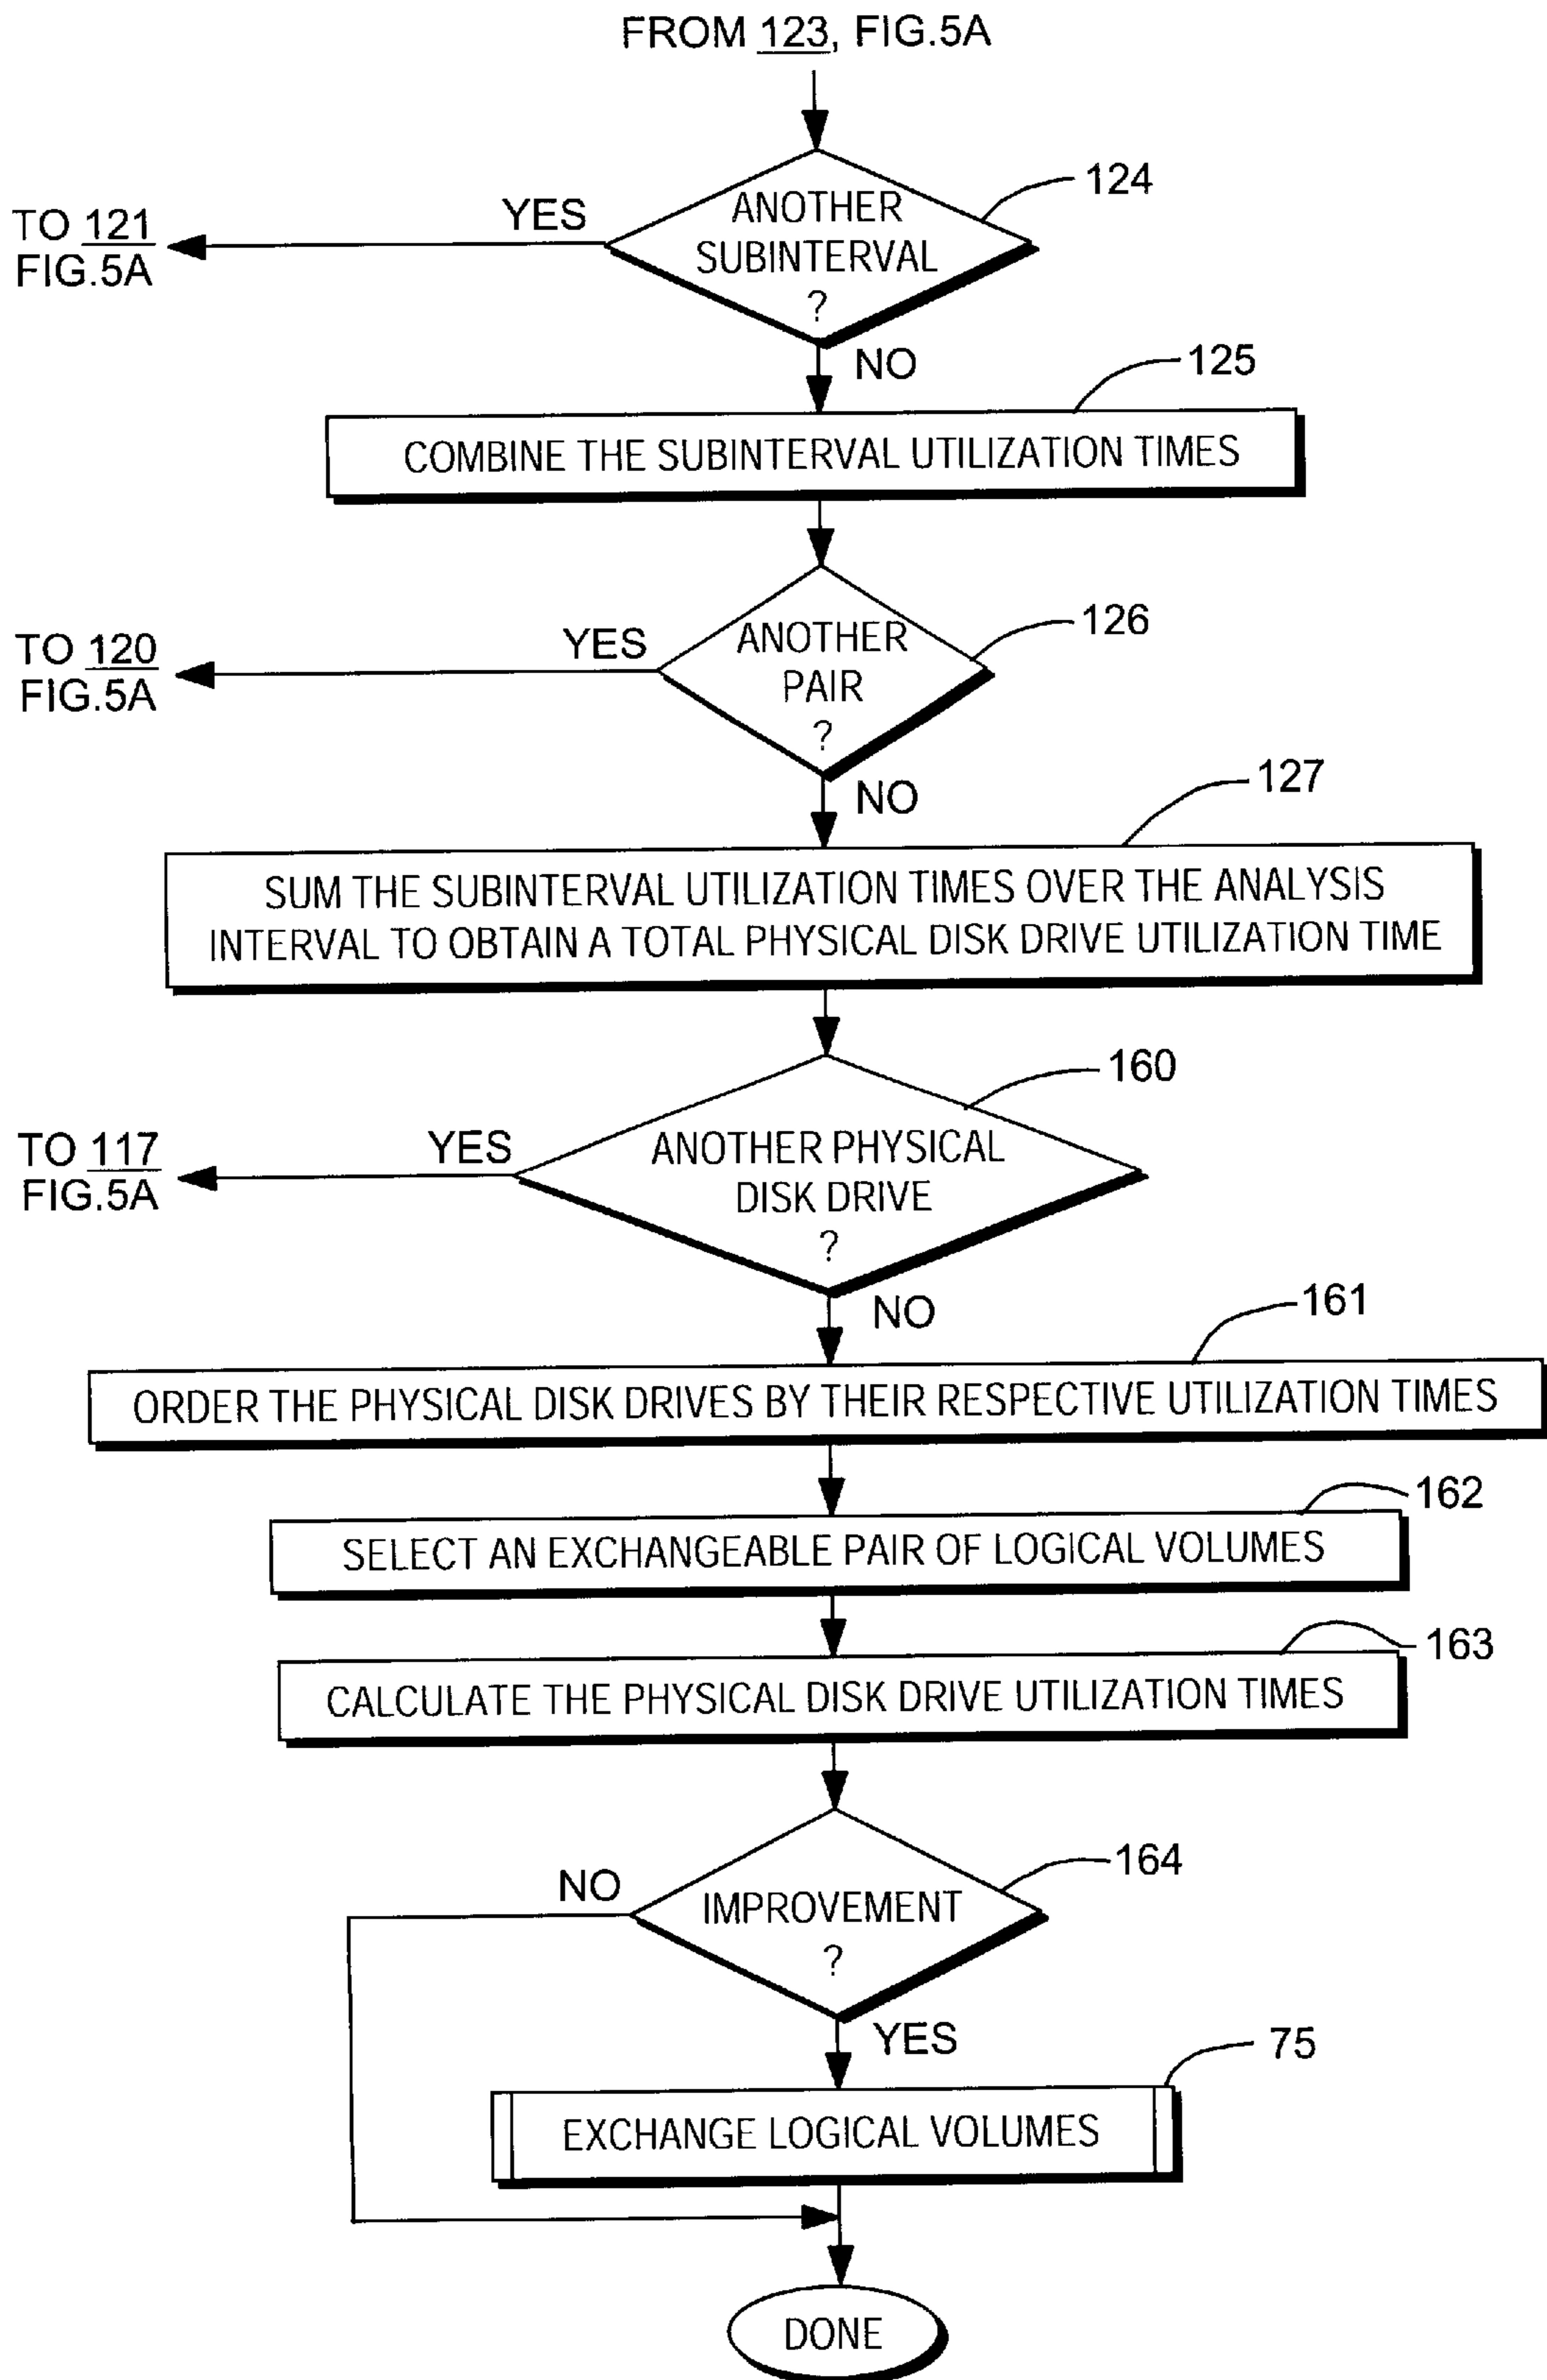 FROM 123, FIG.5A
124
YES
ANOTHER
SUBINTERVAL
?
TO 121
FIG.5A
NO
125
COMBINE THE SUBINTERVAL UTILIZATION TIMES
126
YES
ANOTHER
PAIR
?
TO 120
FIG.5A
NO
127
SUM THE SUBINTERVAL UTILIZATION TIMES OVER THE ANALYSIS
INTERVAL TO OBTAIN A TOTAL PHYSICAL DISK DRIVE UTILIZATION TIME
160
YES
ANOTHER PHYSICAL
DISK DRIVE
?
TO 117
FIG.5A
NO
161
ORDER THE PHYSICAL DISK DRIVES BY THEIR RESPECTIVE UTILIZATION TIMES
162
SELECT AN EXCHANGEABLE PAIR OF LOGICAL VOLUMES
163
CALCULATE THE PHYSICAL DISK DRIVE UTILIZATION TIMES
164
NO
IMPROVEMENT
?
YES
75
EXCHANGE LOGICAL VOLUMES
DONE